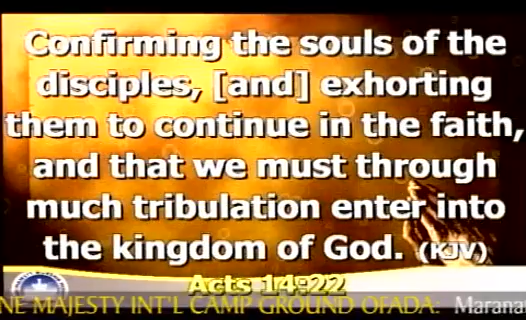 Confirming the souls of the
disciples, [and] exhorting
them to continue in the faith,
and that we must through
much tribulation enter into
the kingdom of God. (KJV)
Acts 14:22
NE MAJESTY INT'L CAMP GROUND OFADA: Marana